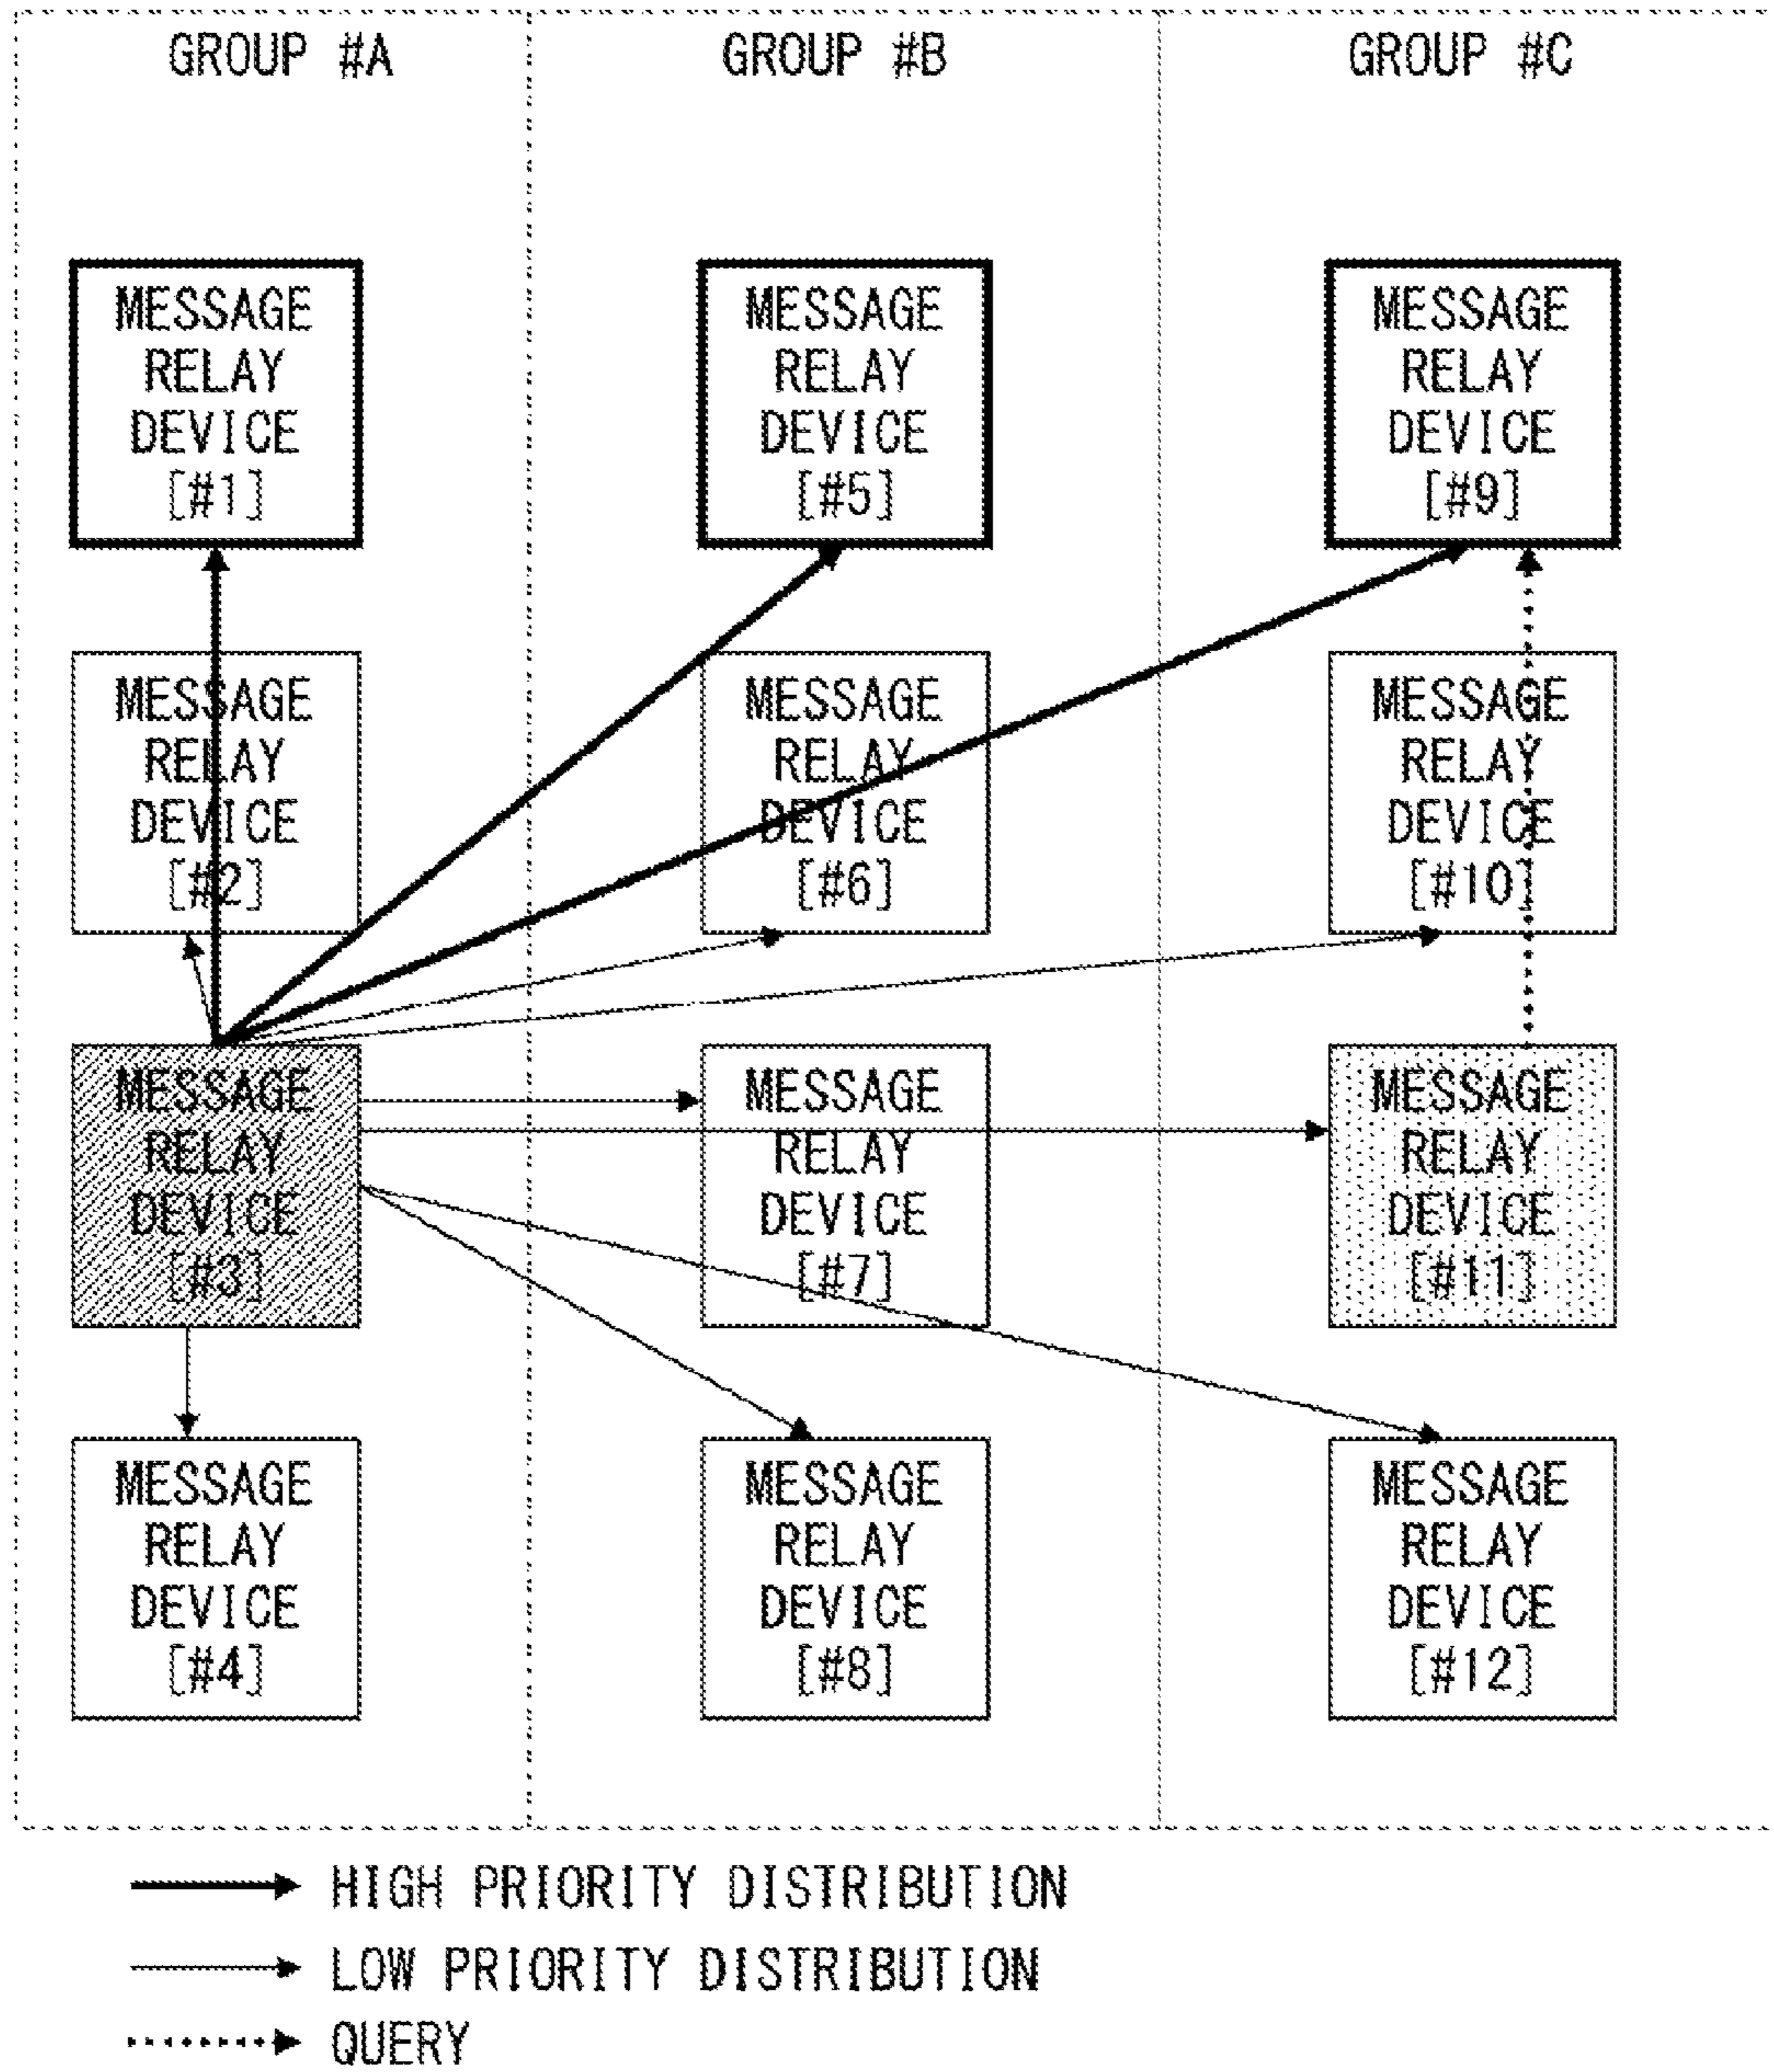 GROUP #A
GROUP #B
GROUP #C
MESSAGE
RELAY
DEVICE
[#1]
MESSAGE
RELAY
DEVICE
[#5]
MESSAGE
RELAY
DEVICE
[#9]
MESSAGE
RELAY
DEVICE
[#2]
MESSAGE
RELAY
DEVICE
[#6]
MESSAGE
RELAY
DEVICE
[#10]
MESSAGE
RELAY
DEVICE
[#3]
MESSAGE
RELAY
DEVICE
[#7]
MESSAGE
RELAY
DEVICE
[#11]
MESSAGE
RELAY
DEVICE
[#4]
MESSAGE
RELAY
DEVICE
[#8]
MESSAGE
RELAY
DEVICE
[#12]
HIGH PRIORITY DISTRIBUTION
LOW PRIORITY DISTRIBUTION
QUERY